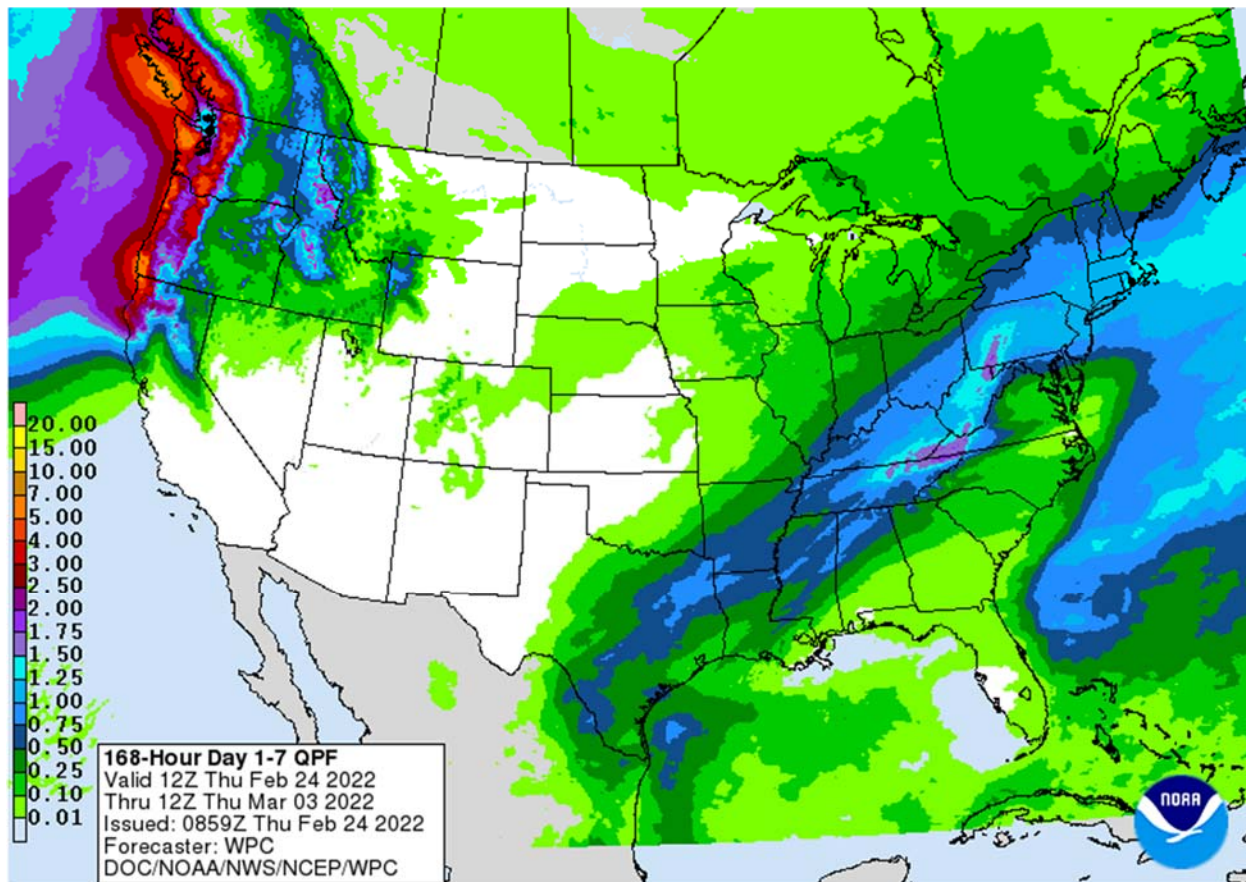 20.00
15.00
10.00
7.00
5.00
4.00
3.00
2.50
2.00
1.75
1.50
1.25
1.00
0.75
0.50
0.25
0.10
0.01
168-Hour Day 1-7 QPF
Valid 12Z Thu Feb 24 2022
Thru 12Z Thu Mar 03 2022
Issued: 0859Z Thu Feb 24 2022
Forecaster: WPC
DOC/NOAA/NWS/NCEP/WPC
NOAA